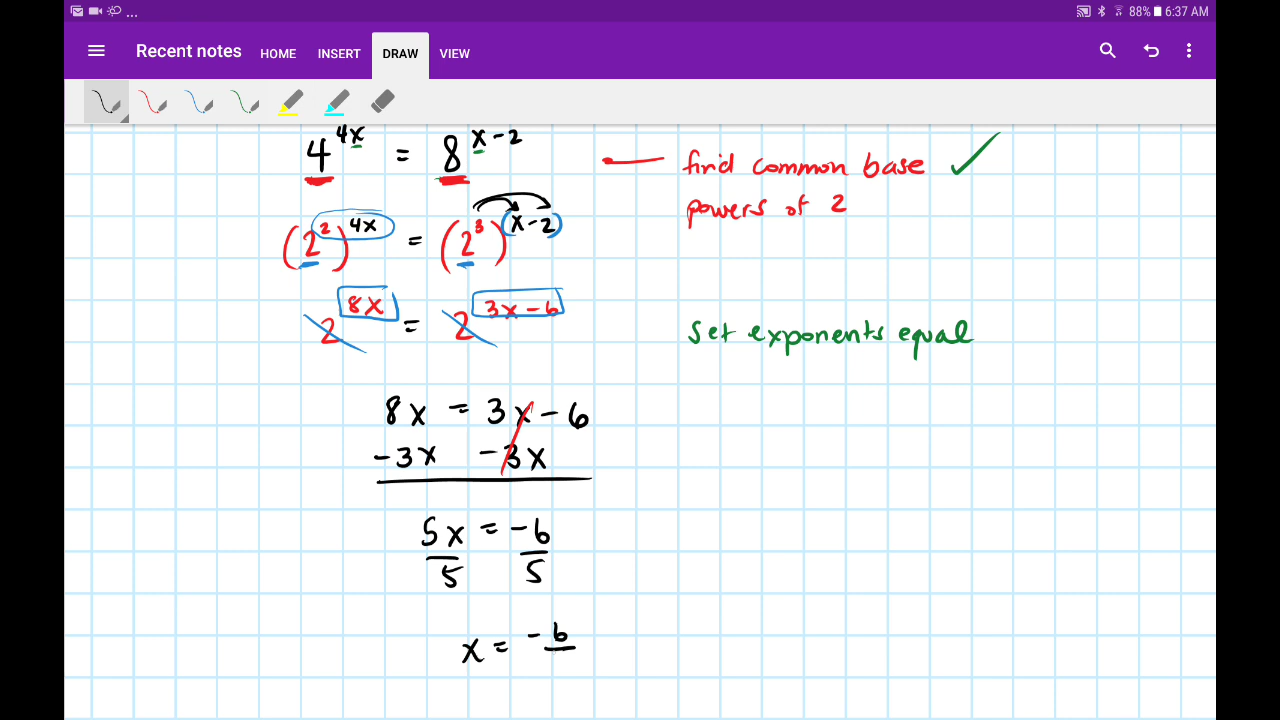 ... 88% 6:37 AM
Recent notes HOME INSERT DRAW VIEW
4^(4x) = 8^(x-2)
find common base ✓
powers of 2
(2^2)^(4x) = (2^3)^(x-2)
2^(8x) = 2^(3x-6)
set exponents equal
8x = 3x - 6
-3x -3x
5x = -6
5 5
x = -6